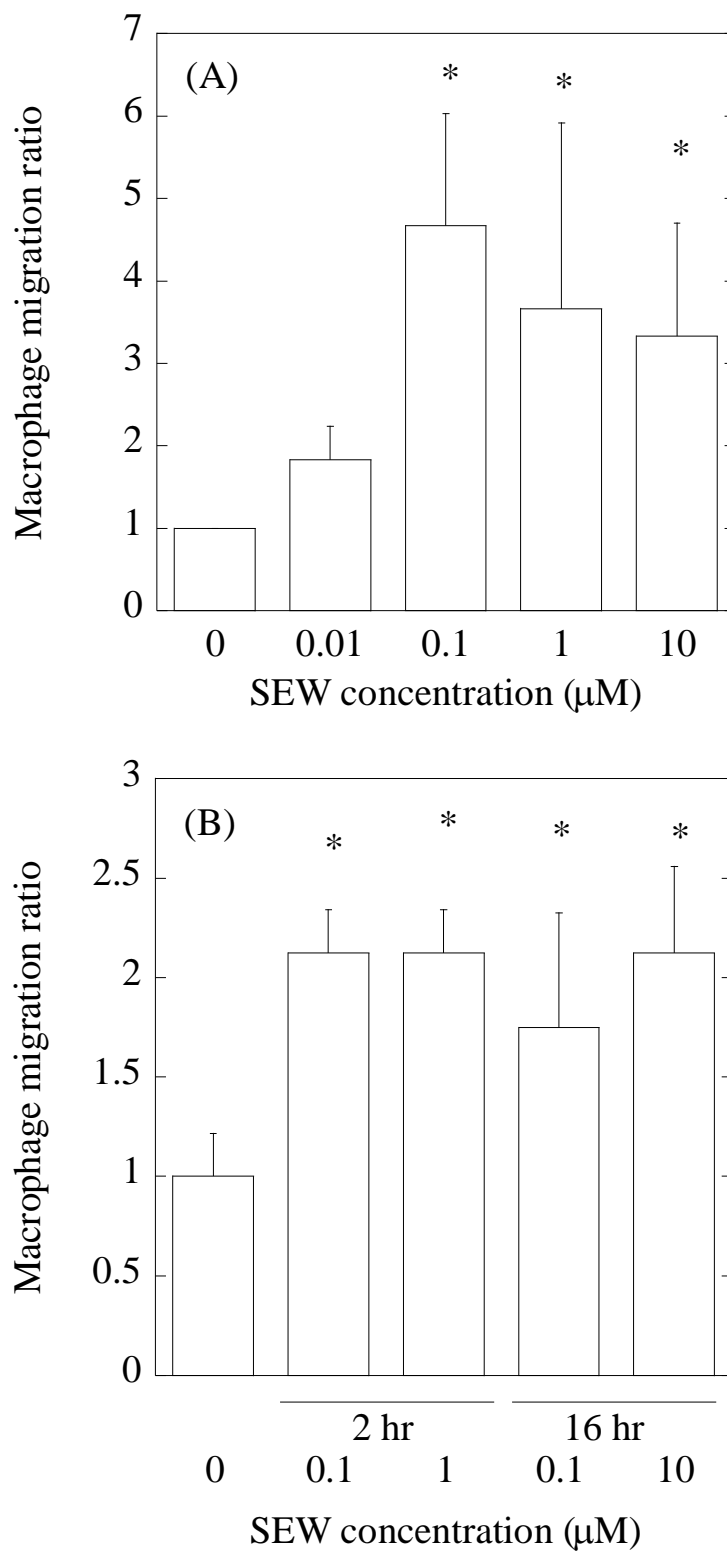 (A)
Macrophage migration ratio
7
6
5
4
3
2
1
0
* * *
0 0.01 0.1 1 10
SEW concentration (μM)
(B)
Macrophage migration ratio
3
2.5
2
1.5
1
0.5
0
* * * *
2 hr 16 hr
0 0.1 1 0.1 10
SEW concentration (μM)